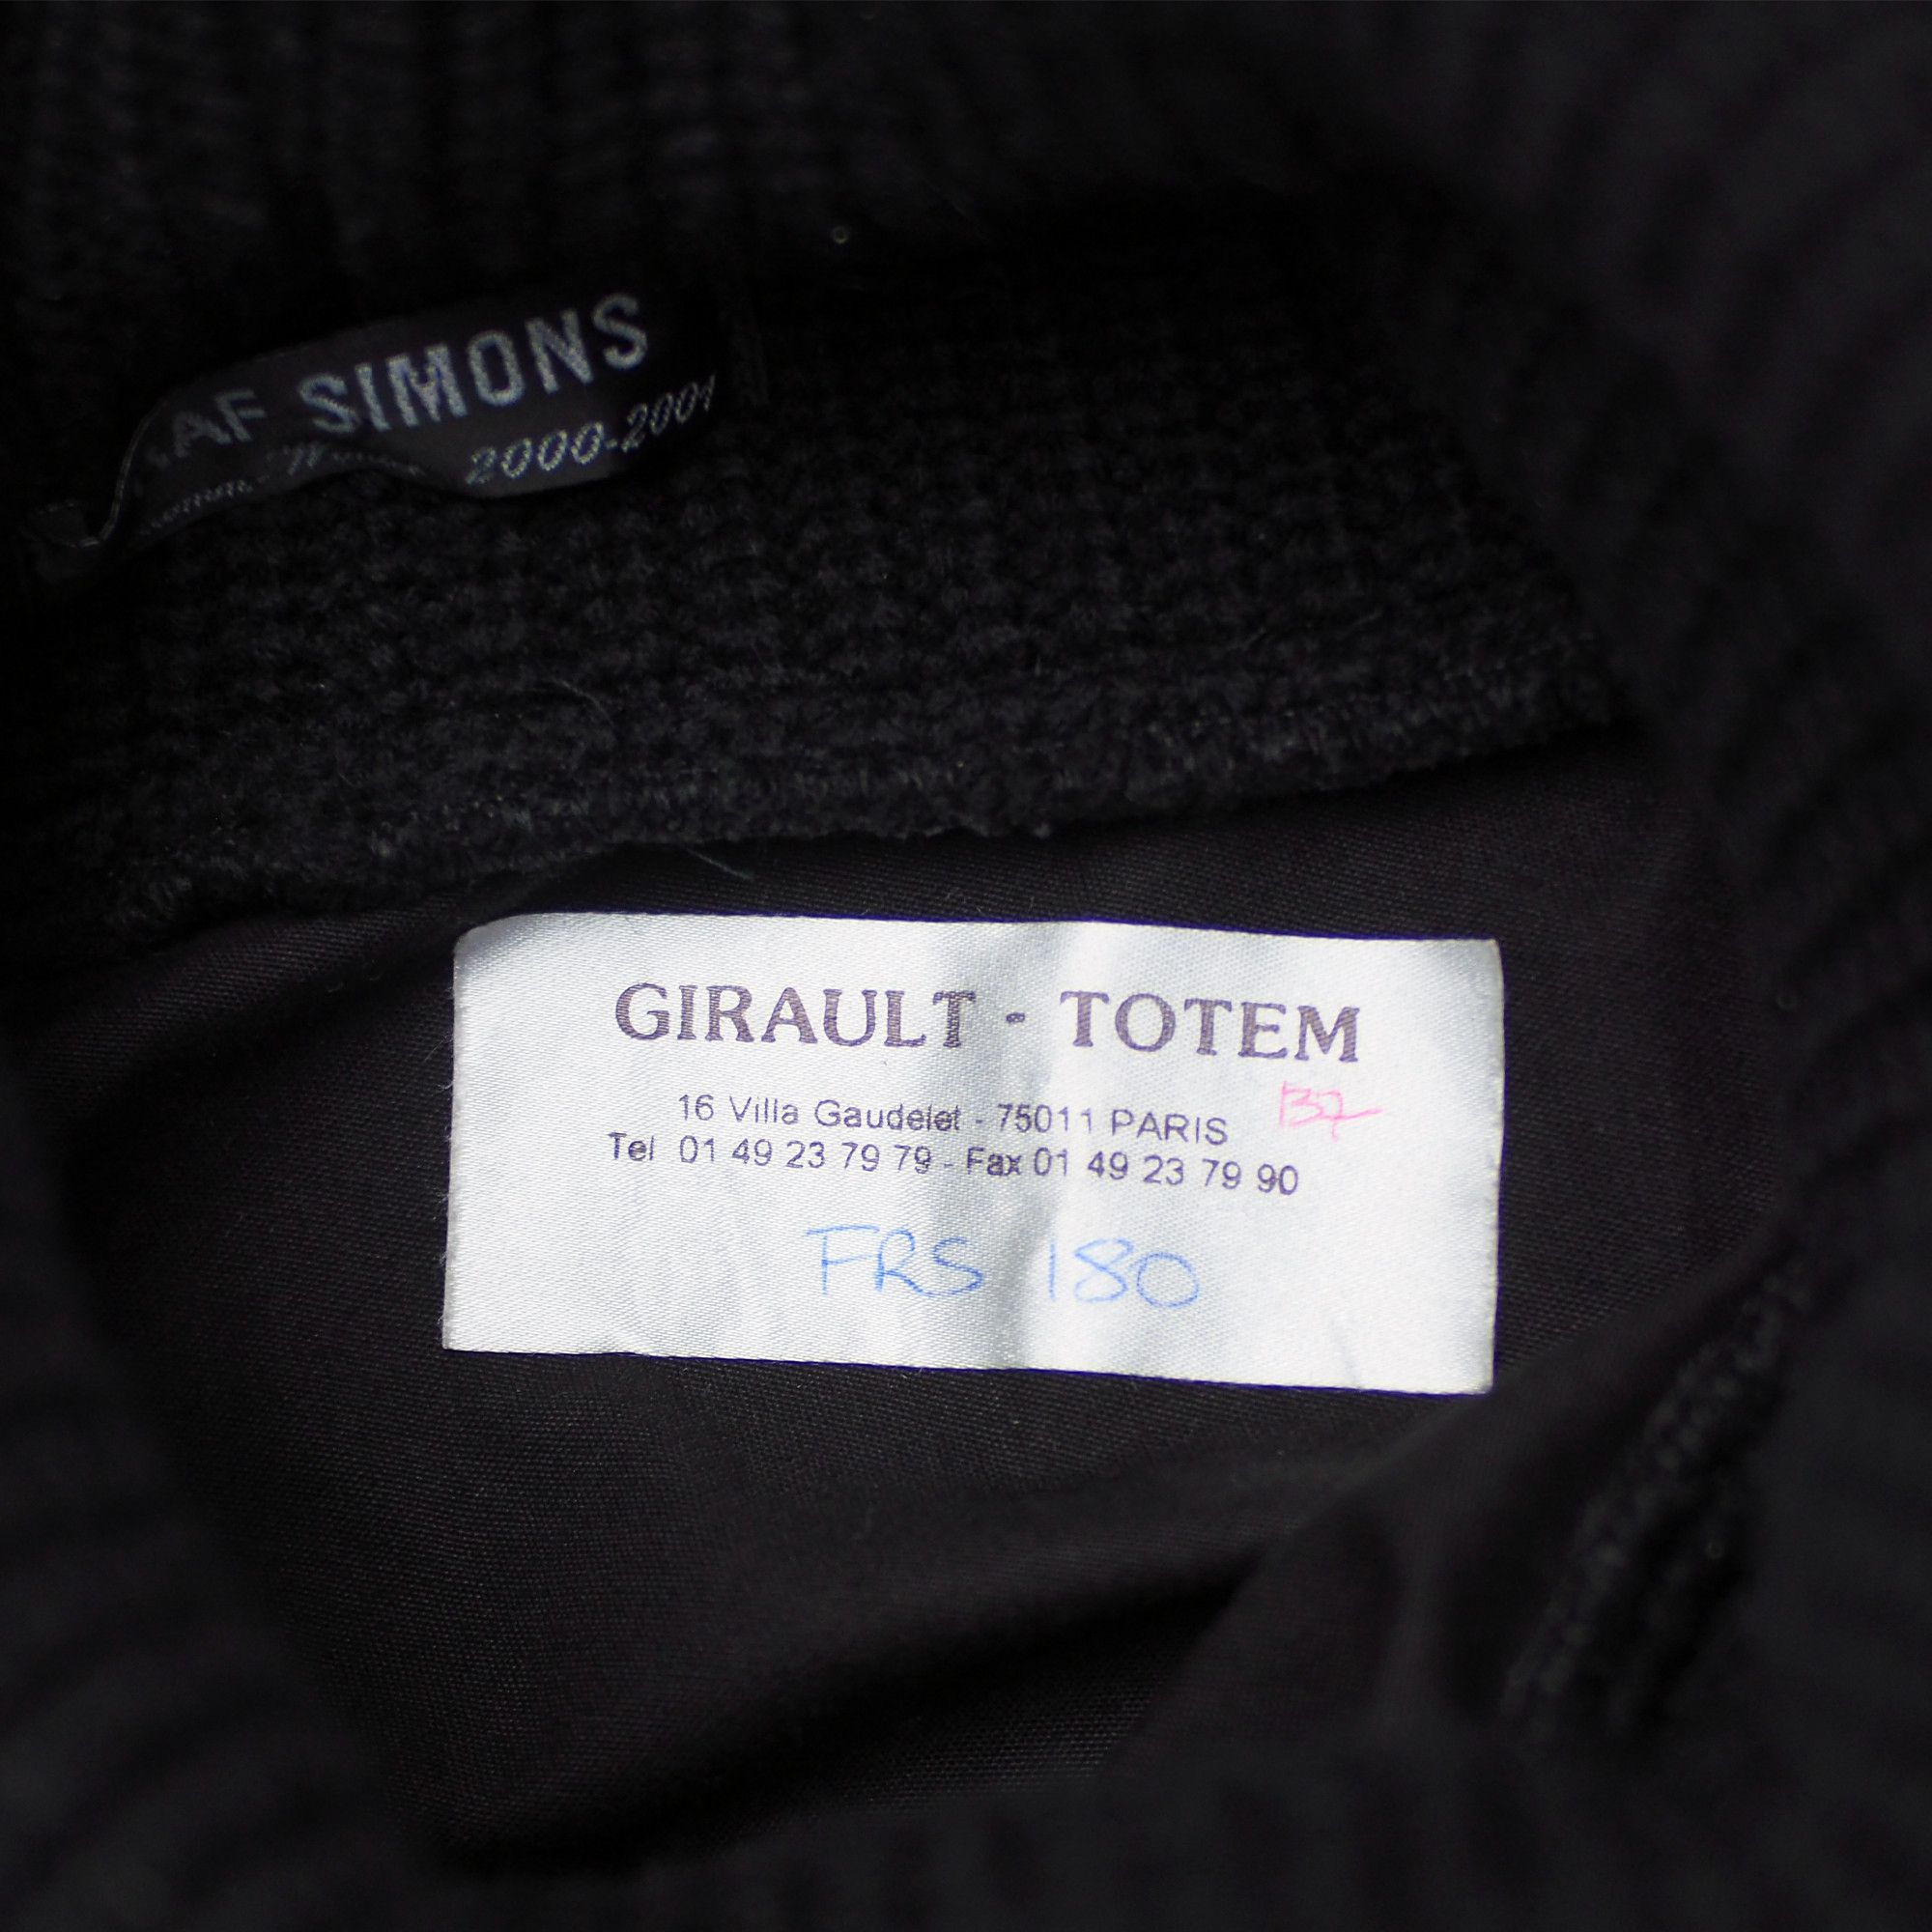 AF SIMONS
2000-2001
GIRAULT - TOTEM
16 Villa Gaudelet - 75011 PARIS
Tel 01 49 23 79 79 - Fax 01 49 23 79 90
FRS 180